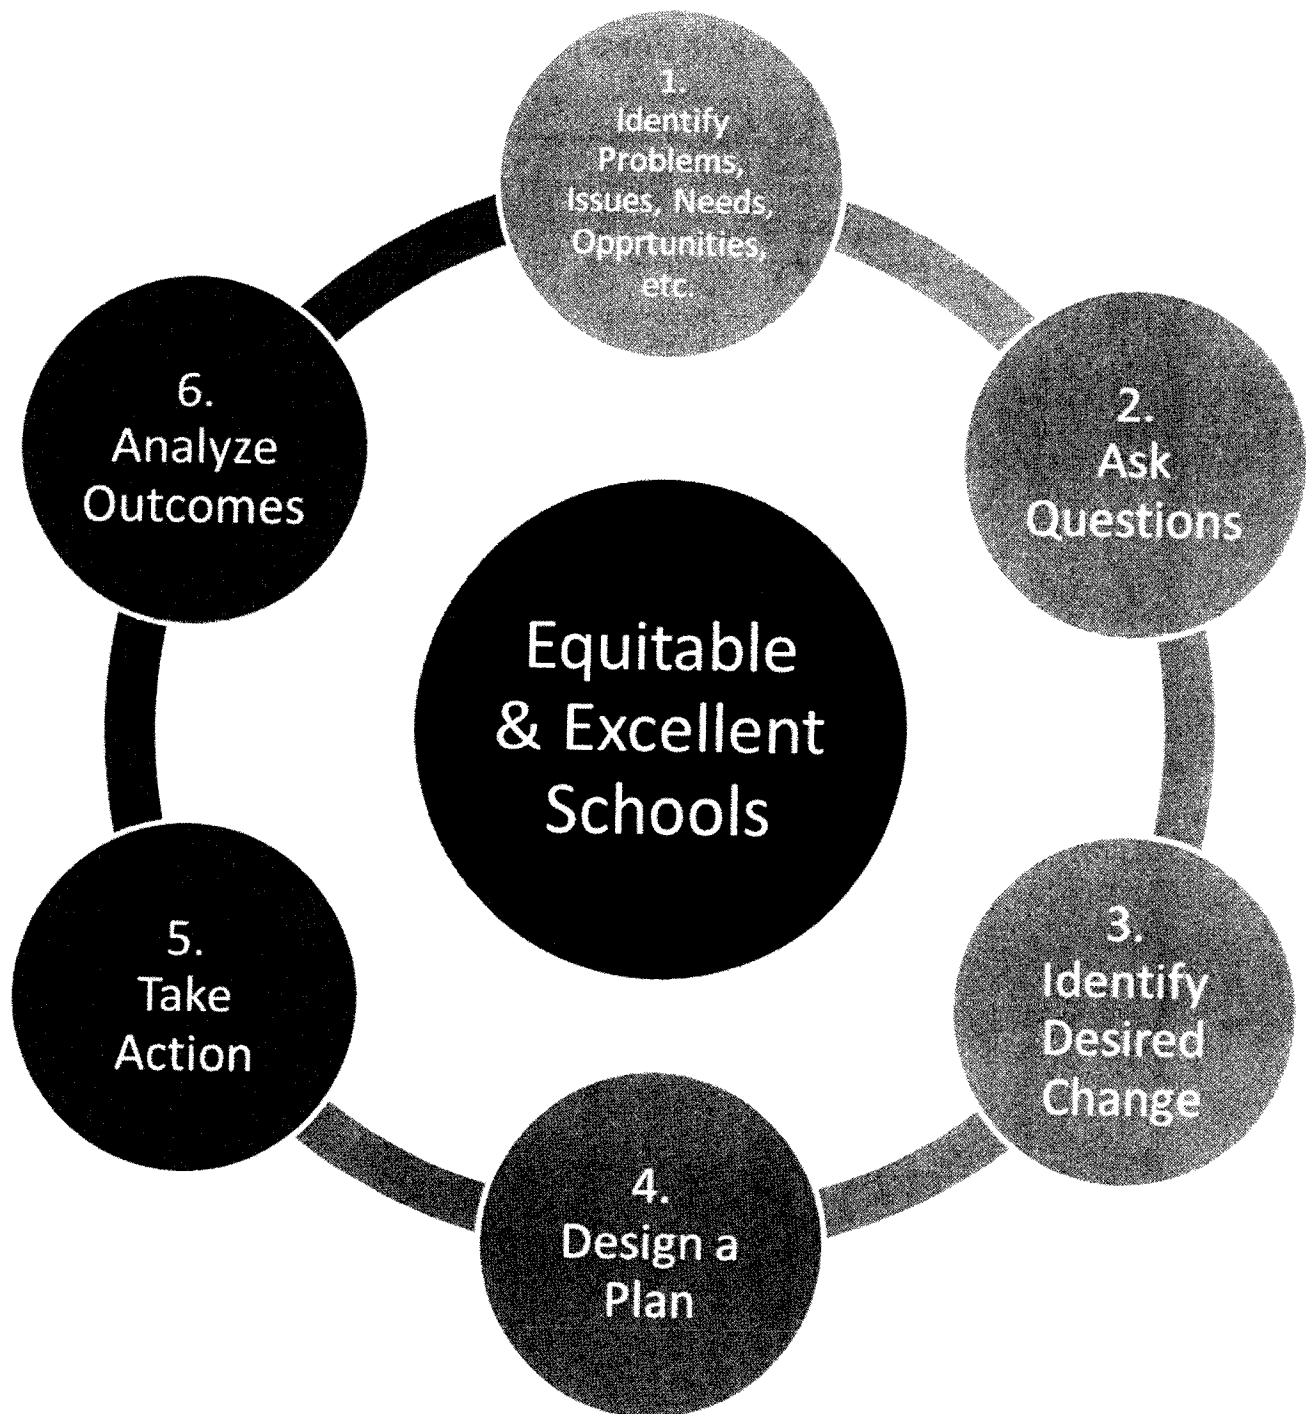 1.
Identify
Problems,
Issues, Needs,
Opprtunities,
etc.
2.
Ask
Questions
3.
Identify
Desired
Change
4.
Design a
Plan
5.
Take
Action
6.
Analyze
Outcomes
Equitable
& Excellent
Schools